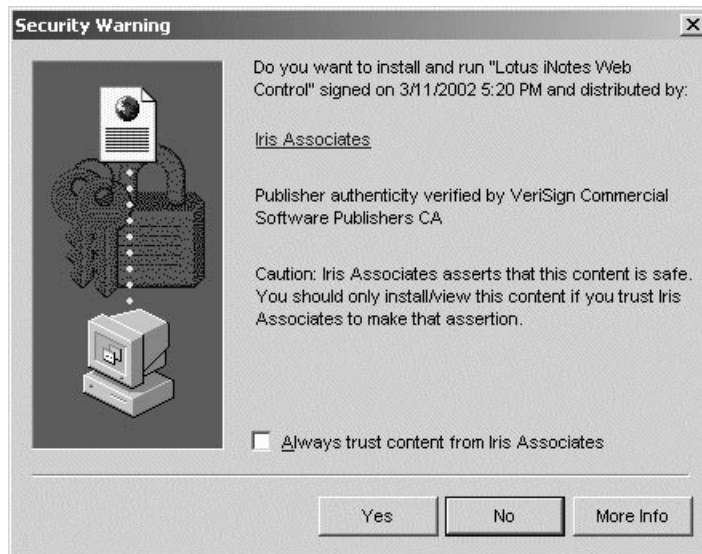 Security Warning
Do you want to install and run "Lotus iNotes Web
Control" signed on 3/11/2002 5:20 PM and distributed by:
Iris Associates
Publisher authenticity verified by VeriSign Commercial
Software Publishers CA
Caution: Iris Associates asserts that this content is safe.
You should only install/view this content if you trust Iris
Associates to make that assertion.
Always trust content from Iris Associates
Yes
No
More Info